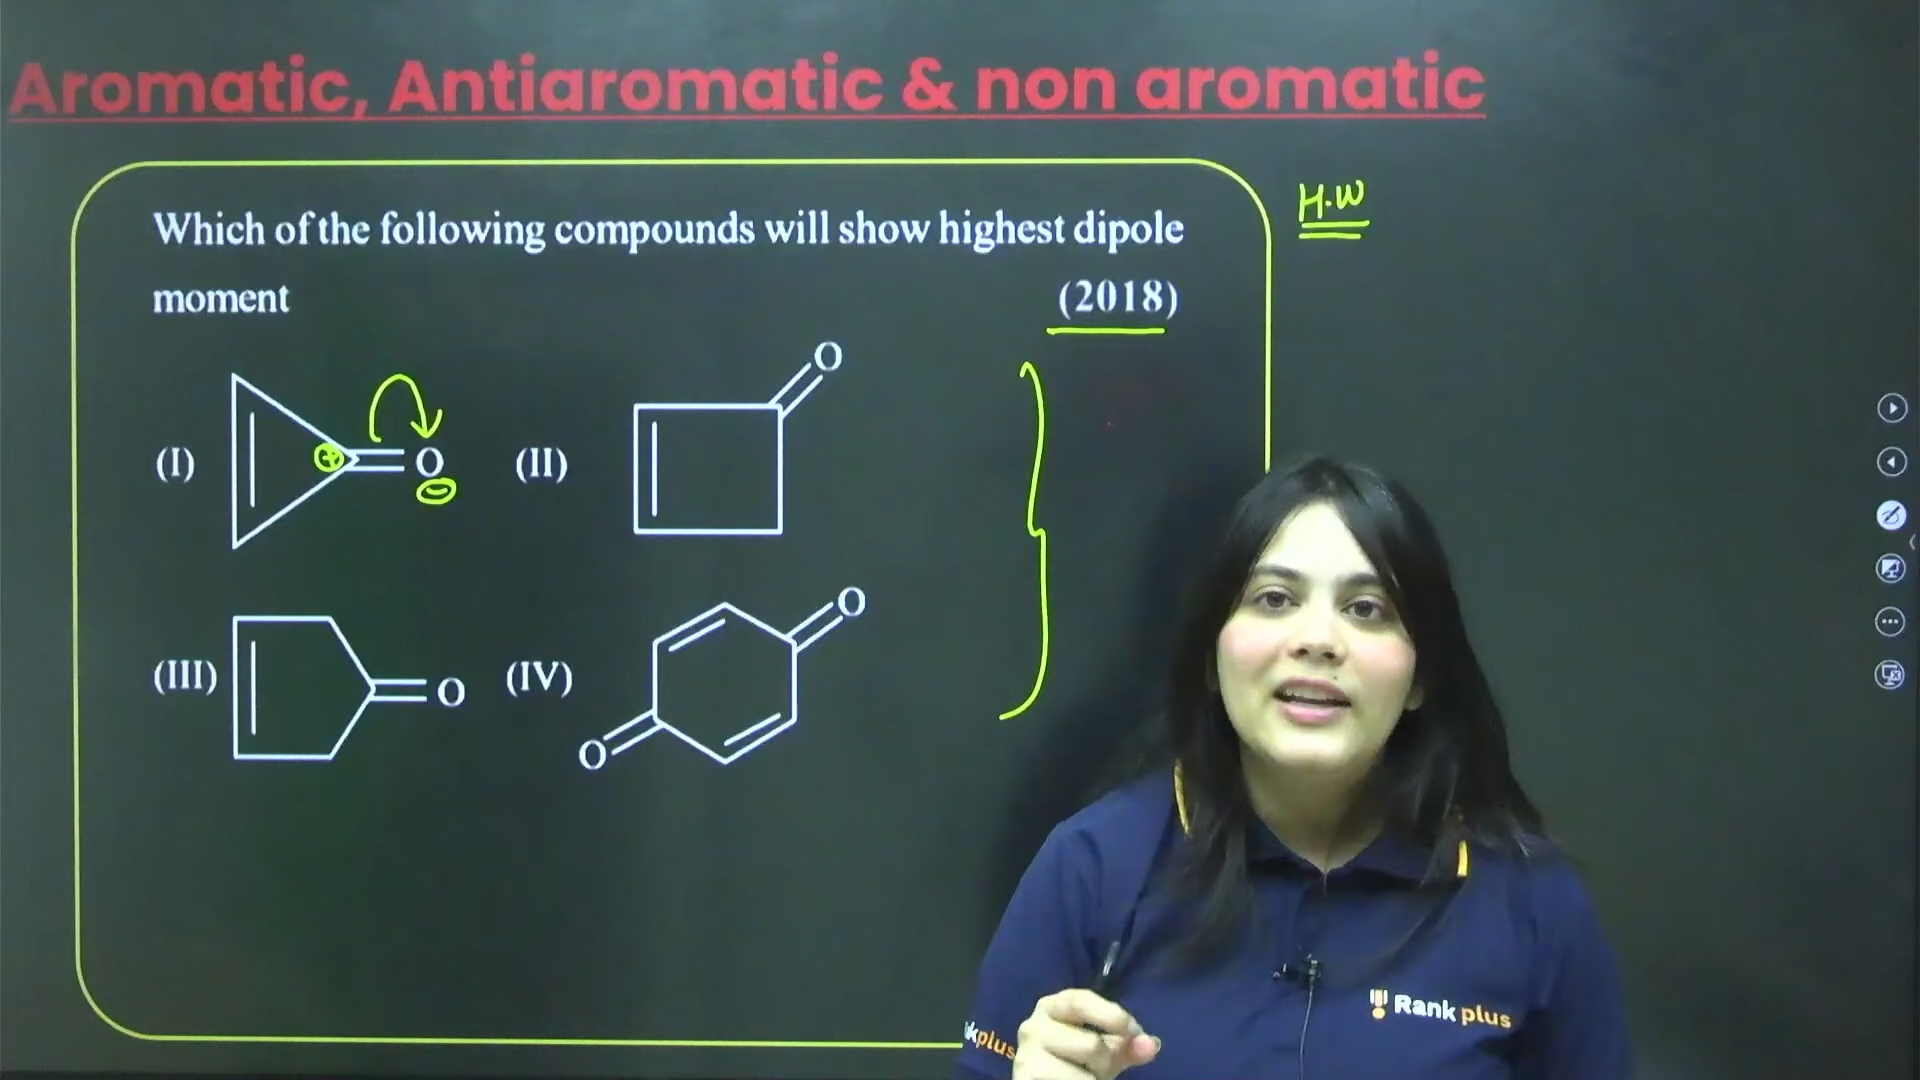 Aromatic, Antiaromatic & non aromatic
H.W
Which of the following compounds will show highest dipole
moment (2018)
(I) ⊕ O ⊖ (II) O
(III) O (IV) O O
Rank plus
kplus